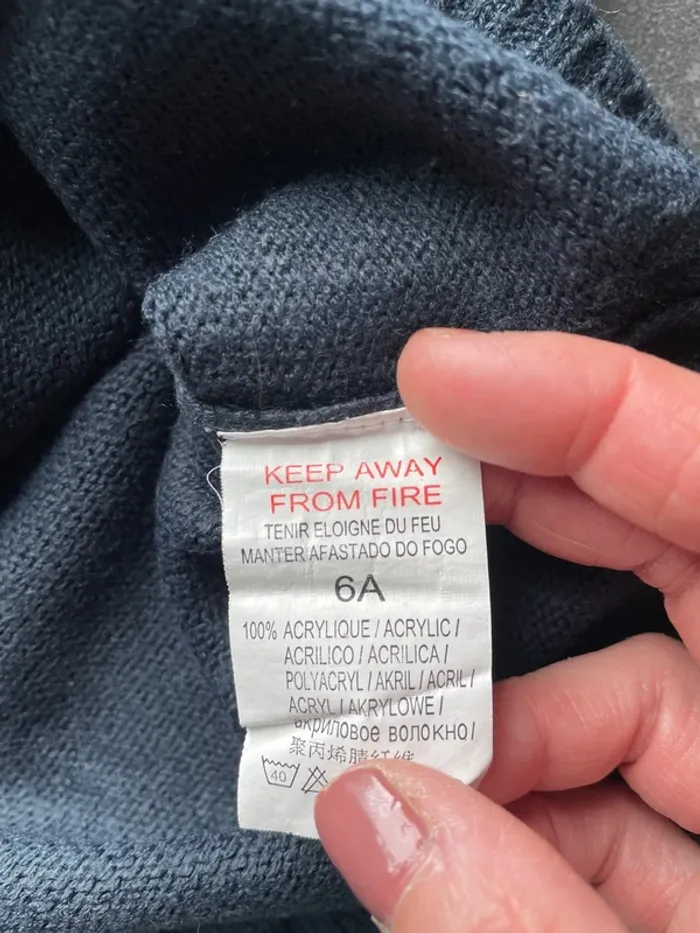 KEEP AWAY
FROM FIRE
TENIR ELOIGNE DU FEU
MANTER AFASTADO DO FOGO
6A
100% ACRYLIQUE / ACRYLIC /
ACRILICO / ACRILICA /
POLYACRYL / AKRIL / ACRIL /
ACRYL / AKRYLOWE /
акриловое волокно /
聚丙烯腈纤维
40